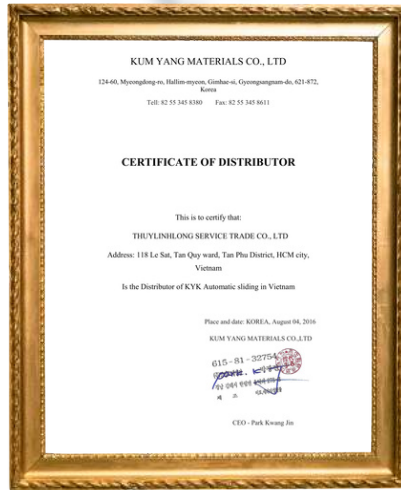 KUM YANG MATERIALS CO., LTD
124-60, Myeongdong-ro, Hallim-myeon, Gimhae-si, Gyeongsangnam-do, 621-872,
Korea
Tell: 82 55 345 8380 Fax: 82 55 345 8611
CERTIFICATE OF DISTRIBUTOR
This is to certify that:
THUYLINHLONG SERVICE TRADE CO., LTD
Address: 118 Le Sat, Tan Quy ward, Tan Phu District, HCM city,
Vietnam
Is the Distributor of KYK Automatic sliding in Vietnam
Place and date: KOREA, August 04, 2016
KUM YANG MATERIALS CO.,LTD
615-81-32754
CEO - Park Kwang Jin